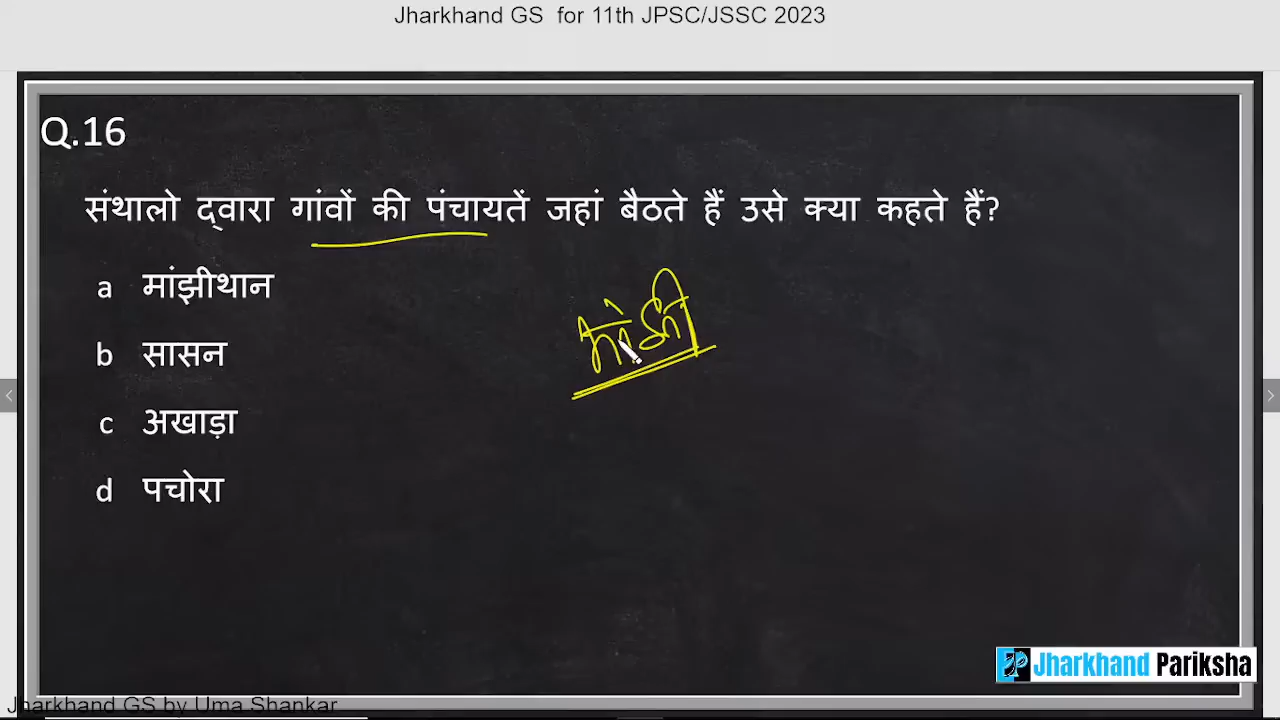 Jharkhand GS for 11th JPSC/JSSC 2023
Q.16
संथालो द्वारा गांवों की पंचायतें जहां बैठते हैं उसे क्या कहते हैं?
a मांझीथान
b सासन
c अखाड़ा
d पचोरा
मांझी
Jharkhand Pariksha
Jharkhand GS by Uma Shankar